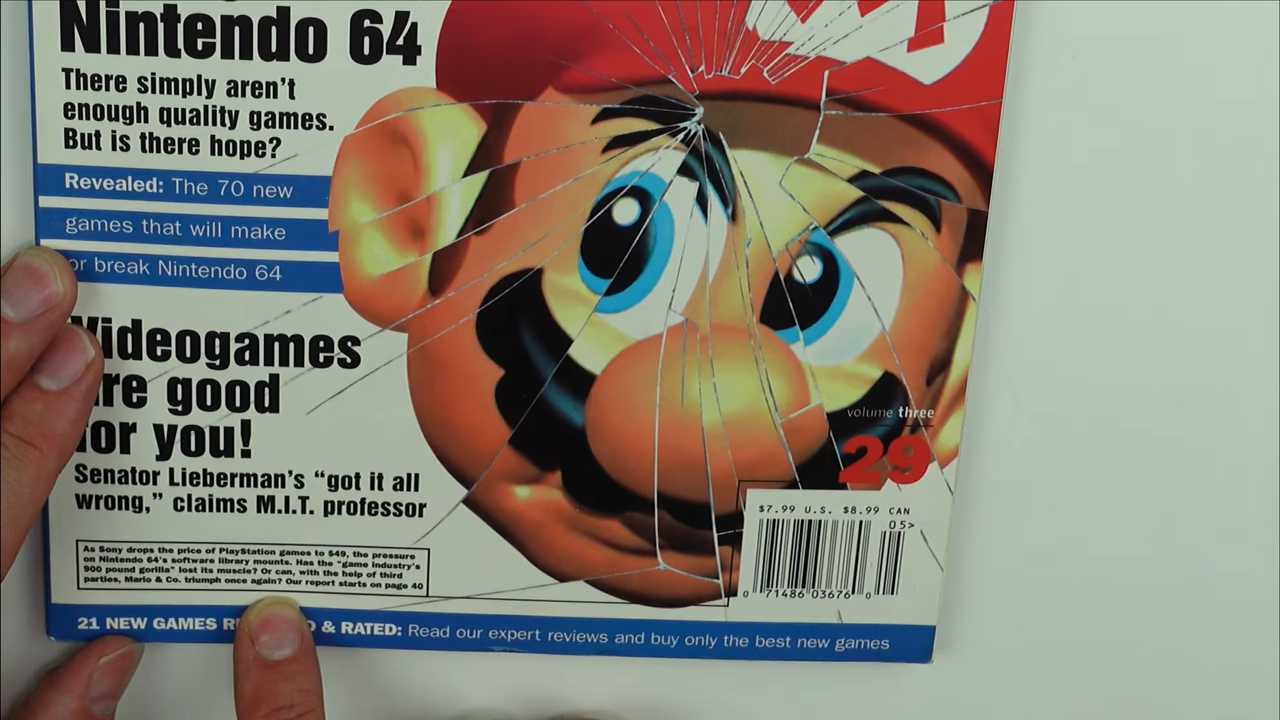 Nintendo 64
There simply aren't
enough quality games.
But is there hope?
Revealed: The 70 new
games that will make
or break Nintendo 64
Videogames
are good
for you!
Senator Lieberman's "got it all
wrong," claims M.I.T. professor
As Sony drops the price of PlayStation games to $49, the pressure
on Nintendo 64's software library mounts. Has the "game industry's
900 pound gorilla" lost its muscle? Or can, with the help of third
parties, Mario & Co. triumph once again? Our report starts on page 40
volume three
29
$7.99 U.S. $8.99 CAN
05>
0 71486 03676 0
21 NEW GAMES & RATED: Read our expert reviews and buy only the best new games